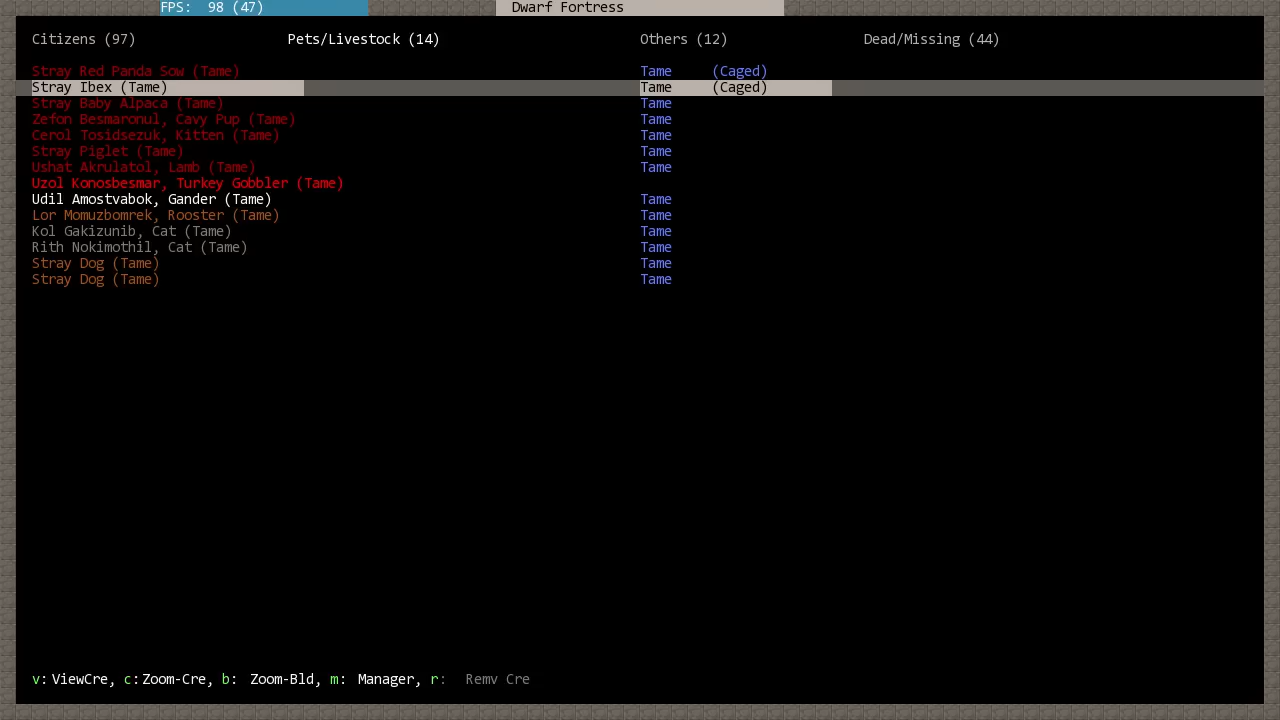 FPS: 98 (47) Dwarf Fortress
Citizens (97) Pets/Livestock (14) Others (12) Dead/Missing (44)
Stray Red Panda Sow (Tame) Tame (Caged)
Stray Ibex (Tame) Tame (Caged)
Stray Baby Alpaca (Tame) Tame
Zefon Besmaronul, Cavy Pup (Tame) Tame
Cerol Tosidsezuk, Kitten (Tame) Tame
Stray Piglet (Tame) Tame
Ushat Akrulatol, Lamb (Tame) Tame
Uzol Konosbesmar, Turkey Gobbler (Tame)
Udil Amostvabok, Gander (Tame) Tame
Lor Momuzbomrek, Rooster (Tame) Tame
Kol Gakizunib, Cat (Tame) Tame
Rith Nokimothil, Cat (Tame) Tame
Stray Dog (Tame) Tame
Stray Dog (Tame) Tame
v: ViewCre, c: Zoom-Cre, b: Zoom-Bld, m: Manager, r: Remv Cre